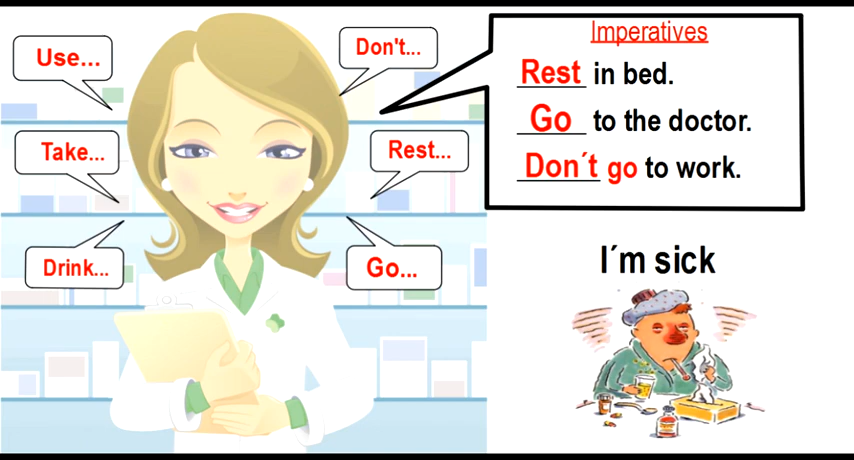 Use...
Don't...
Take...
Rest...
Drink...
Go...
Imperatives
Rest in bed.
Go to the doctor.
Don´t go to work.
I´m sick